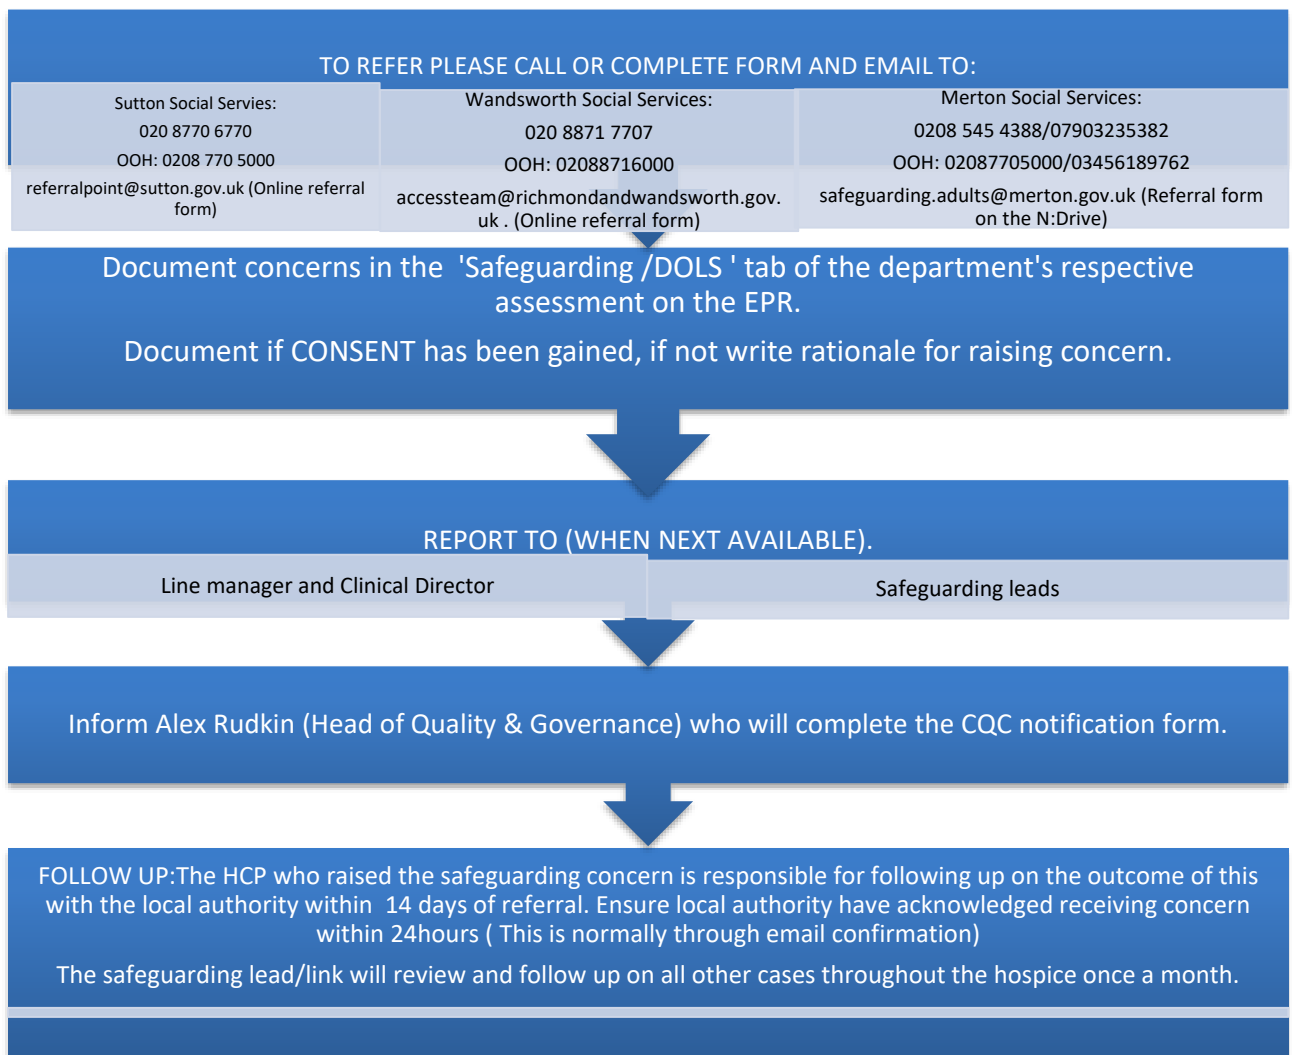 TO REFER PLEASE CALL OR COMPLETE FORM AND EMAIL TO:
Sutton Social Servies:
020 8770 6770
OOH: 0208 770 5000
referralpoint@sutton.gov.uk (Online referral
form)
Wandsworth Social Services:
020 8871 7707
OOH: 02088716000
accessteam@richmondandwandsworth.gov.
uk . (Online referral form)
Merton Social Services:
0208 545 4388/07903235382
OOH: 02087705000/03456189762
safeguarding.adults@merton.gov.uk (Referral form
on the N:Drive)
Document concerns in the  'Safeguarding /DOLS ' tab of the department's respective
assessment on the EPR.
Document if CONSENT has been gained, if not write rationale for raising concern.
REPORT TO (WHEN NEXT AVAILABLE).
Line manager and Clinical Director
Safeguarding leads
Inform Alex Rudkin (Head of Quality & Governance) who will complete the CQC notification form.
FOLLOW UP:The HCP who raised the safeguarding concern is responsible for following up on the outcome of this
with the local authority within  14 days of referral. Ensure local authority have acknowledged receiving concern
within 24hours ( This is normally through email confirmation)
The safeguarding lead/link will review and follow up on all other cases throughout the hospice once a month.